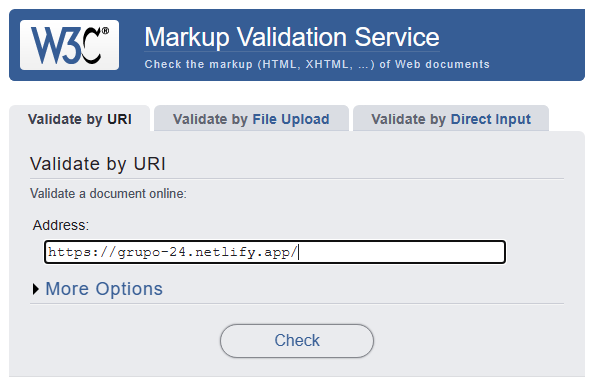 W3C®
Markup Validation Service
Check the markup (HTML, XHTML, …) of Web documents
Validate by URI
Validate by File Upload
Validate by Direct Input
Validate by URI
Validate a document online:
Address:
https://grupo-24.netlify.app/
More Options
Check